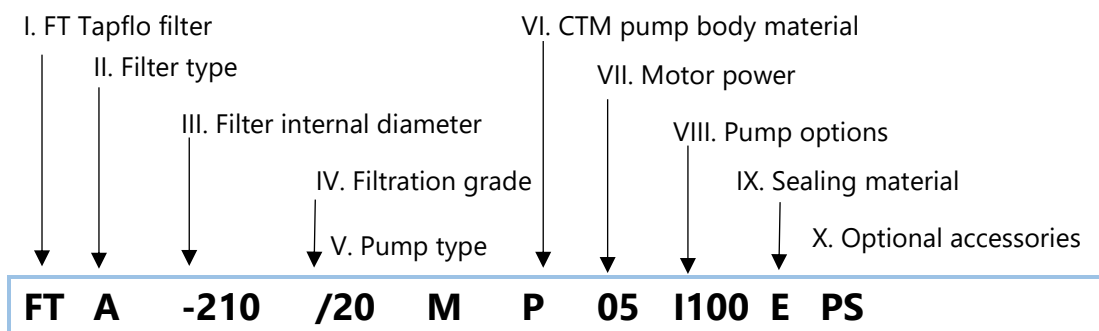 I. FT Tapflo filter
VI. CTM pump body material
II. Filter type
VII. Motor power
III. Filter internal diameter
VIII. Pump options
IV. Filtration grade
IX. Sealing material
V. Pump type
X. Optional accessories
FT A -210 /20 M P 05 I100 E PS